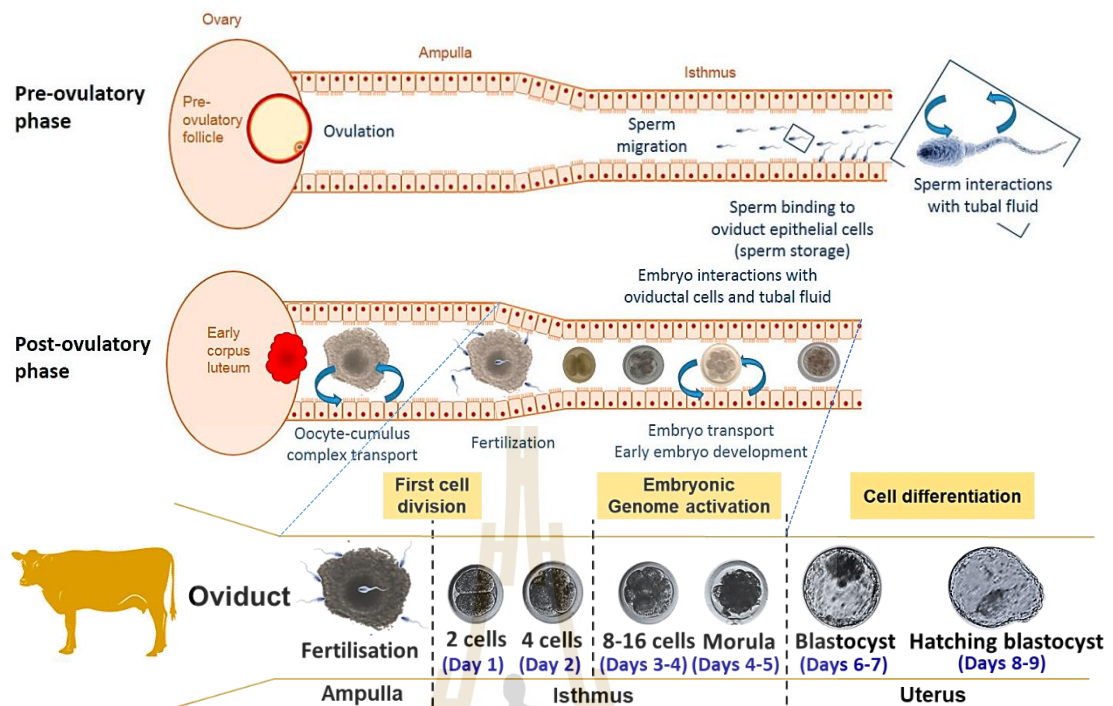 Ovary
Ampulla
Isthmus
Pre-ovulatory
phase
Pre-
ovulatory
follicle
Ovulation
Sperm
migration
Sperm interactions
with tubal fluid
Sperm binding to
oviduct epithelial cells
(sperm storage)
Embryo interactions with
oviductal cells and tubal fluid
Post-ovulatory
phase
Early
corpus
luteum
Oocyte-cumulus
complex transport
Fertilization
Embryo transport
Early embryo development
First cell
division
Embryonic
Genome activation
Cell differentiation
Oviduct
Fertilisation
2 cells
(Day 1)
4 cells
(Day 2)
8-16 cells
(Days 3-4)
Morula
(Days 4-5)
Blastocyst
(Days 6-7)
Hatching blastocyst
(Days 8-9)
Ampulla
Isthmus
Uterus